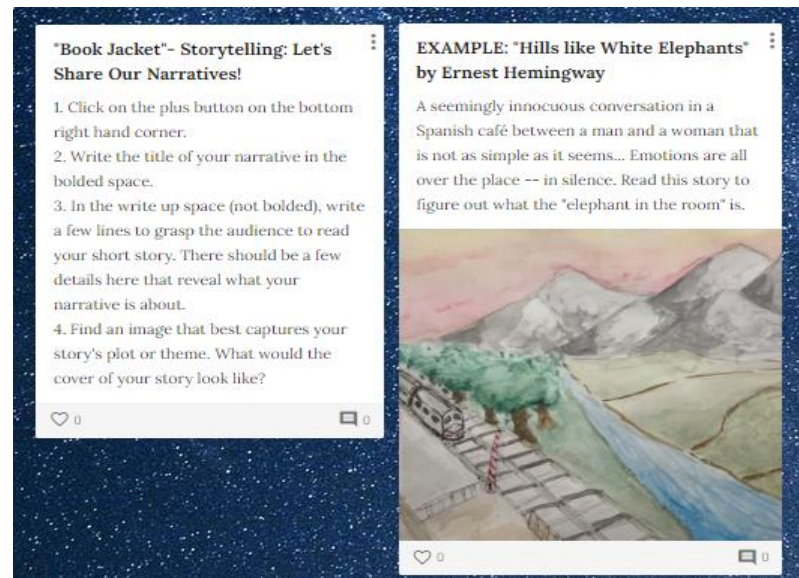 "Book Jacket"- Storytelling: Let's
Share Our Narratives!
1. Click on the plus button on the bottom
right hand corner.
2. Write the title of your narrative in the
bolded space.
3. In the write up space (not bolded), write
a few lines to grasp the audience to read
your short story. There should be a few
details here that reveal what your
narrative is about.
4. Find an image that best captures your
story's plot or theme. What would the
cover of your story look like?
0
0
EXAMPLE: "Hills like White Elephants"
by Ernest Hemingway
A seemingly innocuous conversation in a
Spanish café between a man and a woman that
is not as simple as it seems... Emotions are all
over the place -- in silence. Read this story to
figure out what the "elephant in the room" is.
0
0